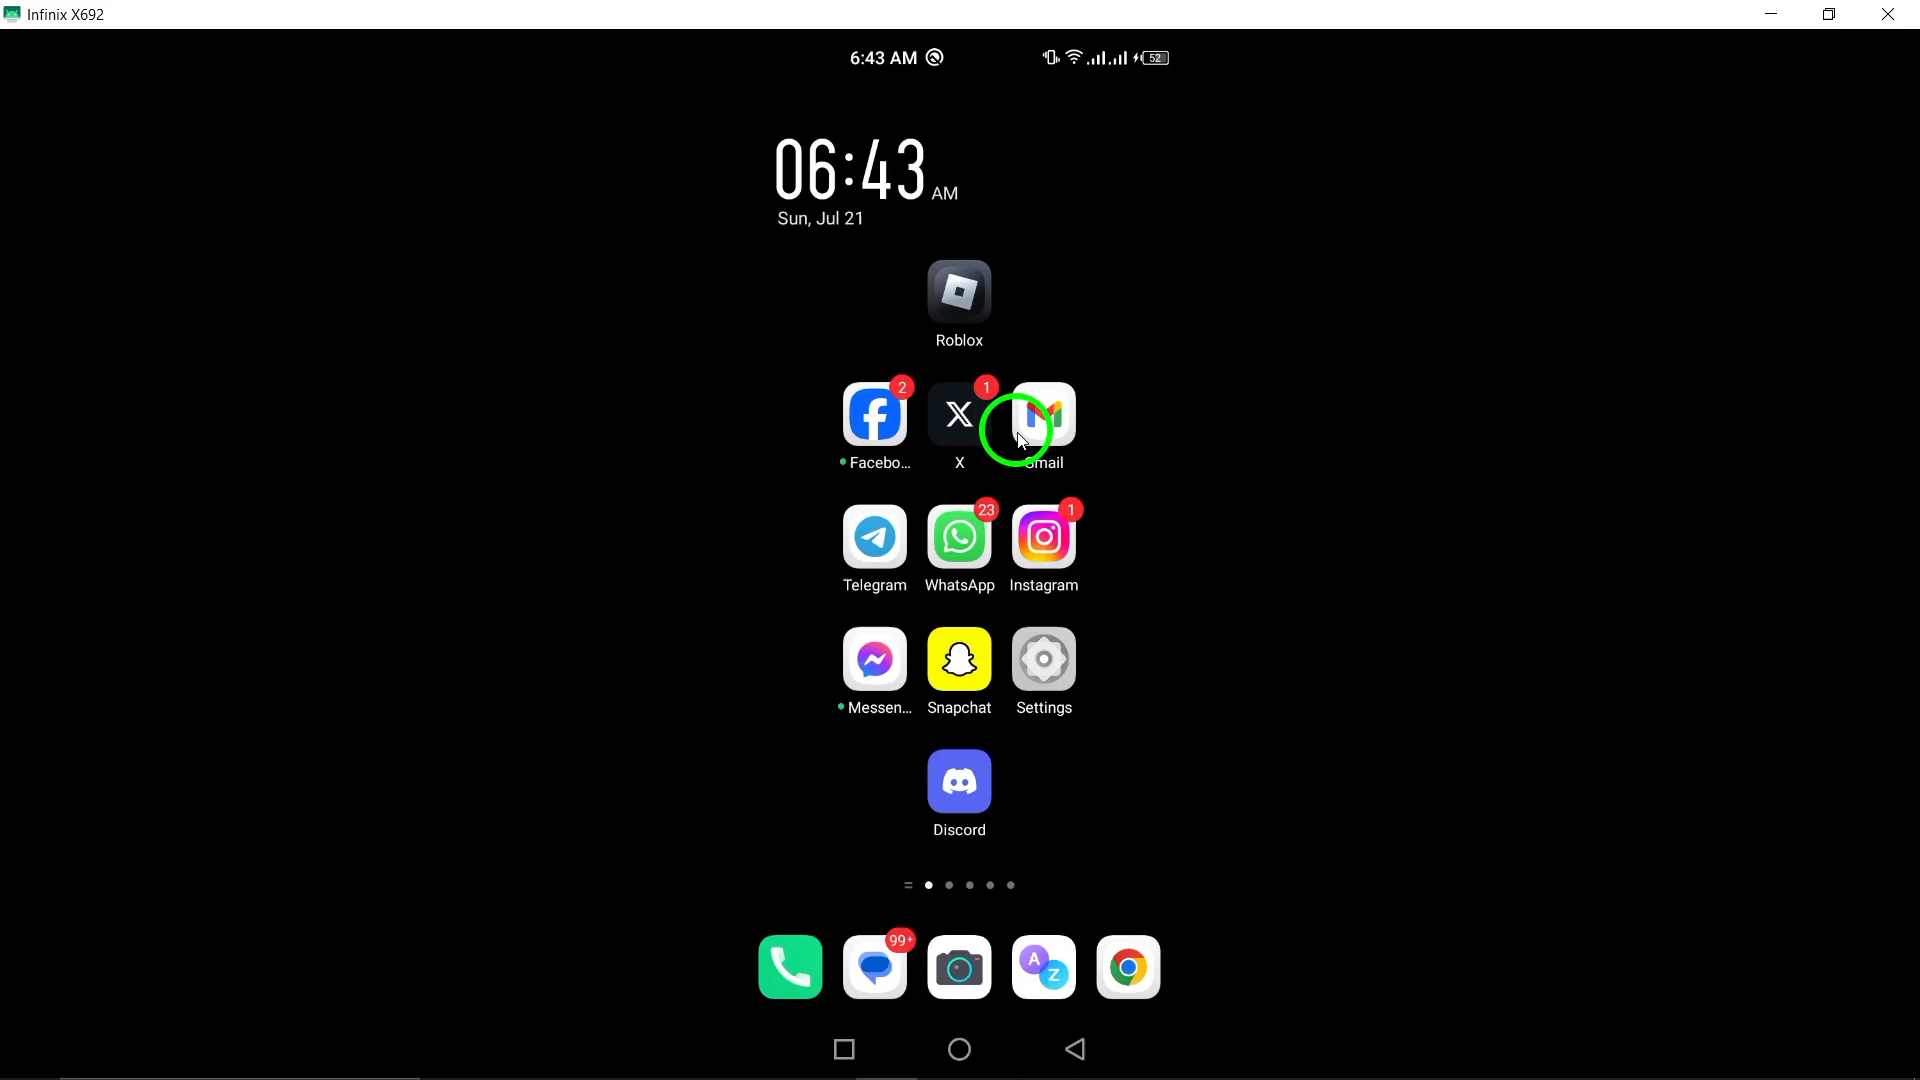 Infinix X692
6:43 AM
52
06:43 AM
Sun, Jul 21
Roblox
2
1
Facebo...
X
Gmail
23
1
Telegram
WhatsApp
Instagram
Messen...
Snapchat
Settings
Discord
99+
A
Z